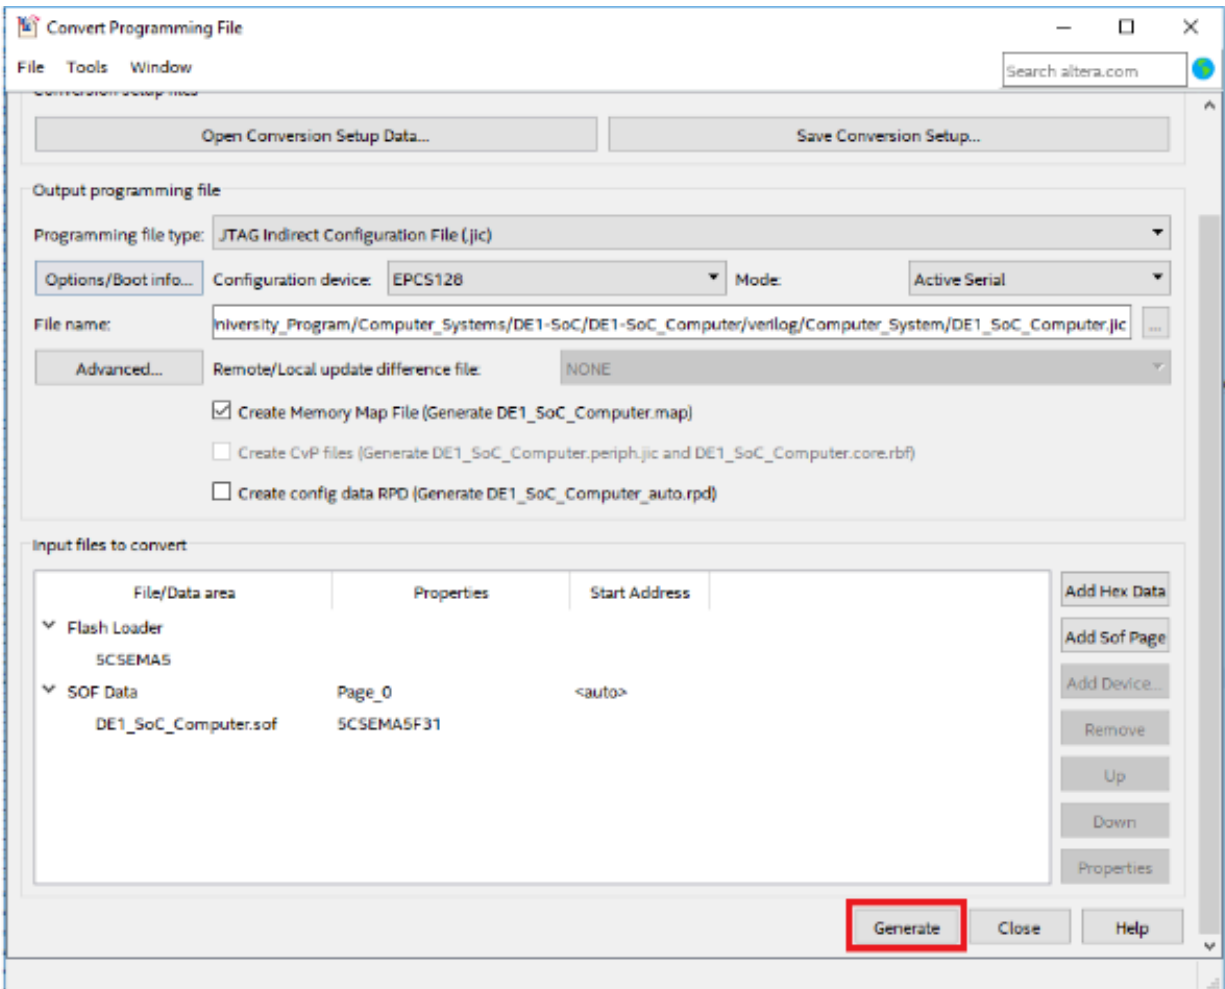 Convert Programming File
File Tools Window
Search altera.com
Conversion setup files
Open Conversion Setup Data... Save Conversion Setup...
Output programming file
Programming file type: JTAG Indirect Configuration File (.jic)
Options/Boot info... Configuration device: EPCS128 Mode: Active Serial
File name: niversity_Program/Computer_Systems/DE1-SoC/DE1-SoC_Computer/verilog/Computer_System/DE1_SoC_Computer.jic ...
Advanced... Remote/Local update difference file: NONE
Create Memory Map File (Generate DE1_SoC_Computer.map)
Create CvP files (Generate DE1_SoC_Computer.periph.jic and DE1_SoC_Computer.core.rbf)
Create config data RPD (Generate DE1_SoC_Computer_auto.rpd)
Input files to convert
File/Data area Properties Start Address
Add Hex Data
Flash Loader
Add Sof Page
5CSEMA5
Add Device...
SOF Data Page_0 <auto>
DE1_SoC_Computer.sof 5CSEMA5F31
Remove
Up
Down
Properties
Generate Close Help